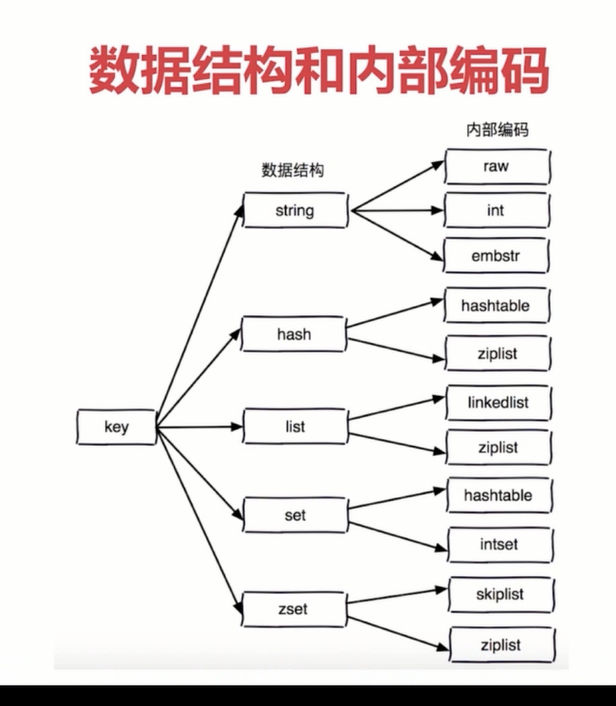 数据结构和内部编码
内部编码
数据结构
raw
string
int
embstr
hashtable
hash
ziplist
linkedlist
key
list
ziplist
hashtable
set
intset
skiplist
zset
ziplist